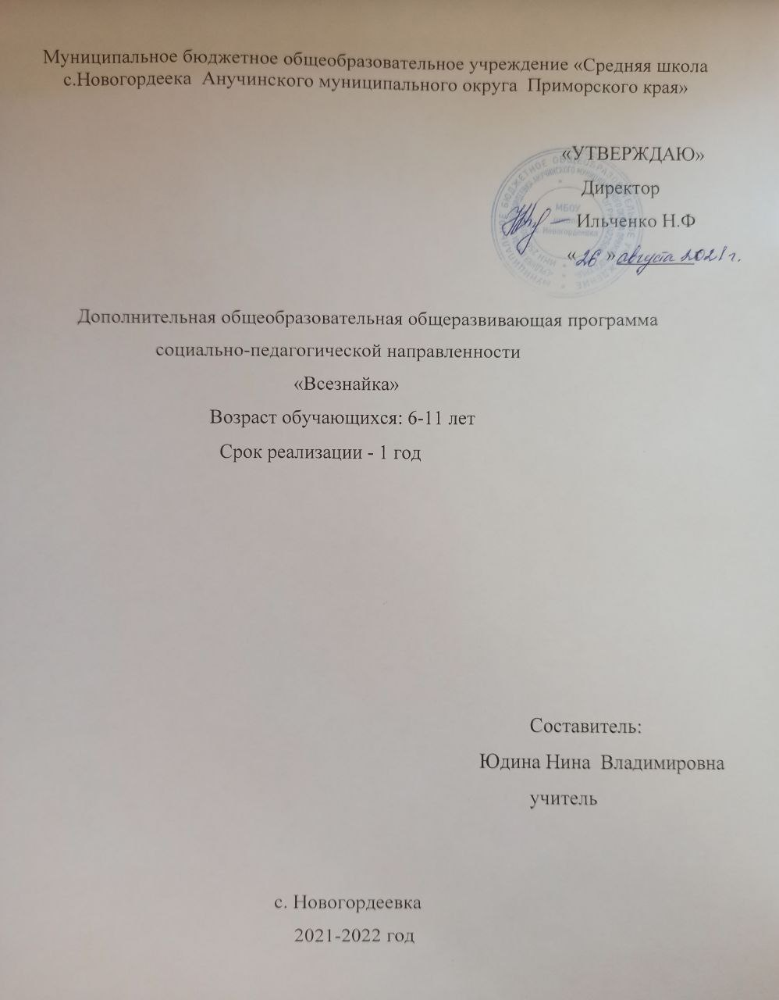 Муниципальное бюджетное общеобразовательное учреждение «Средняя школа
с.Новогордеека Анучинского муниципального округа Приморского края»
«УТВЕРЖДАЮ»
Директор
Ильченко Н.Ф
«26» августа 2021 г.
МБОУ
с. Новогордеевка
Дополнительная общеобразовательная общеразвивающая программа
социально-педагогической направленности
«Всезнайка»
Возраст обучающихся: 6-11 лет
Срок реализации - 1 год
Составитель:
Юдина Нина Владимировна
учитель
с. Новогордеевка
2021-2022 год